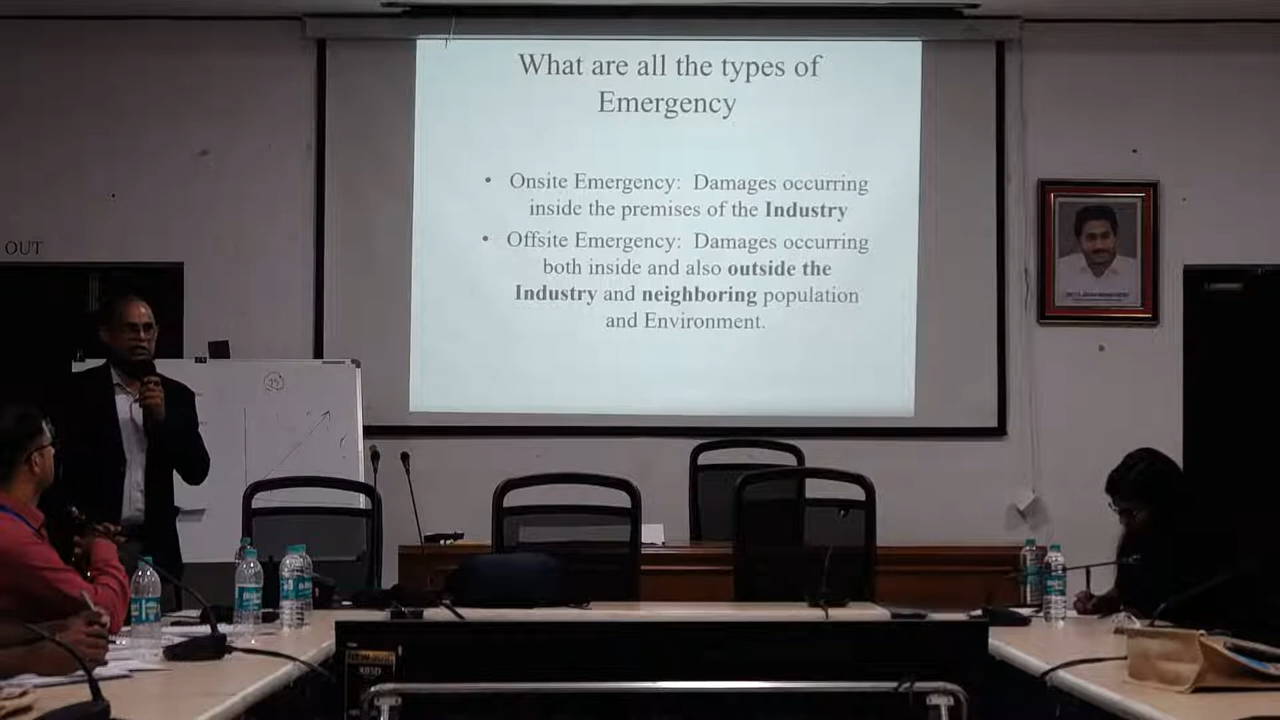 What are all the types of
Emergency
• Onsite Emergency: Damages occurring
inside the premises of the Industry
• Offsite Emergency: Damages occurring
both inside and also outside the
Industry and neighboring population
and Environment.
OUT